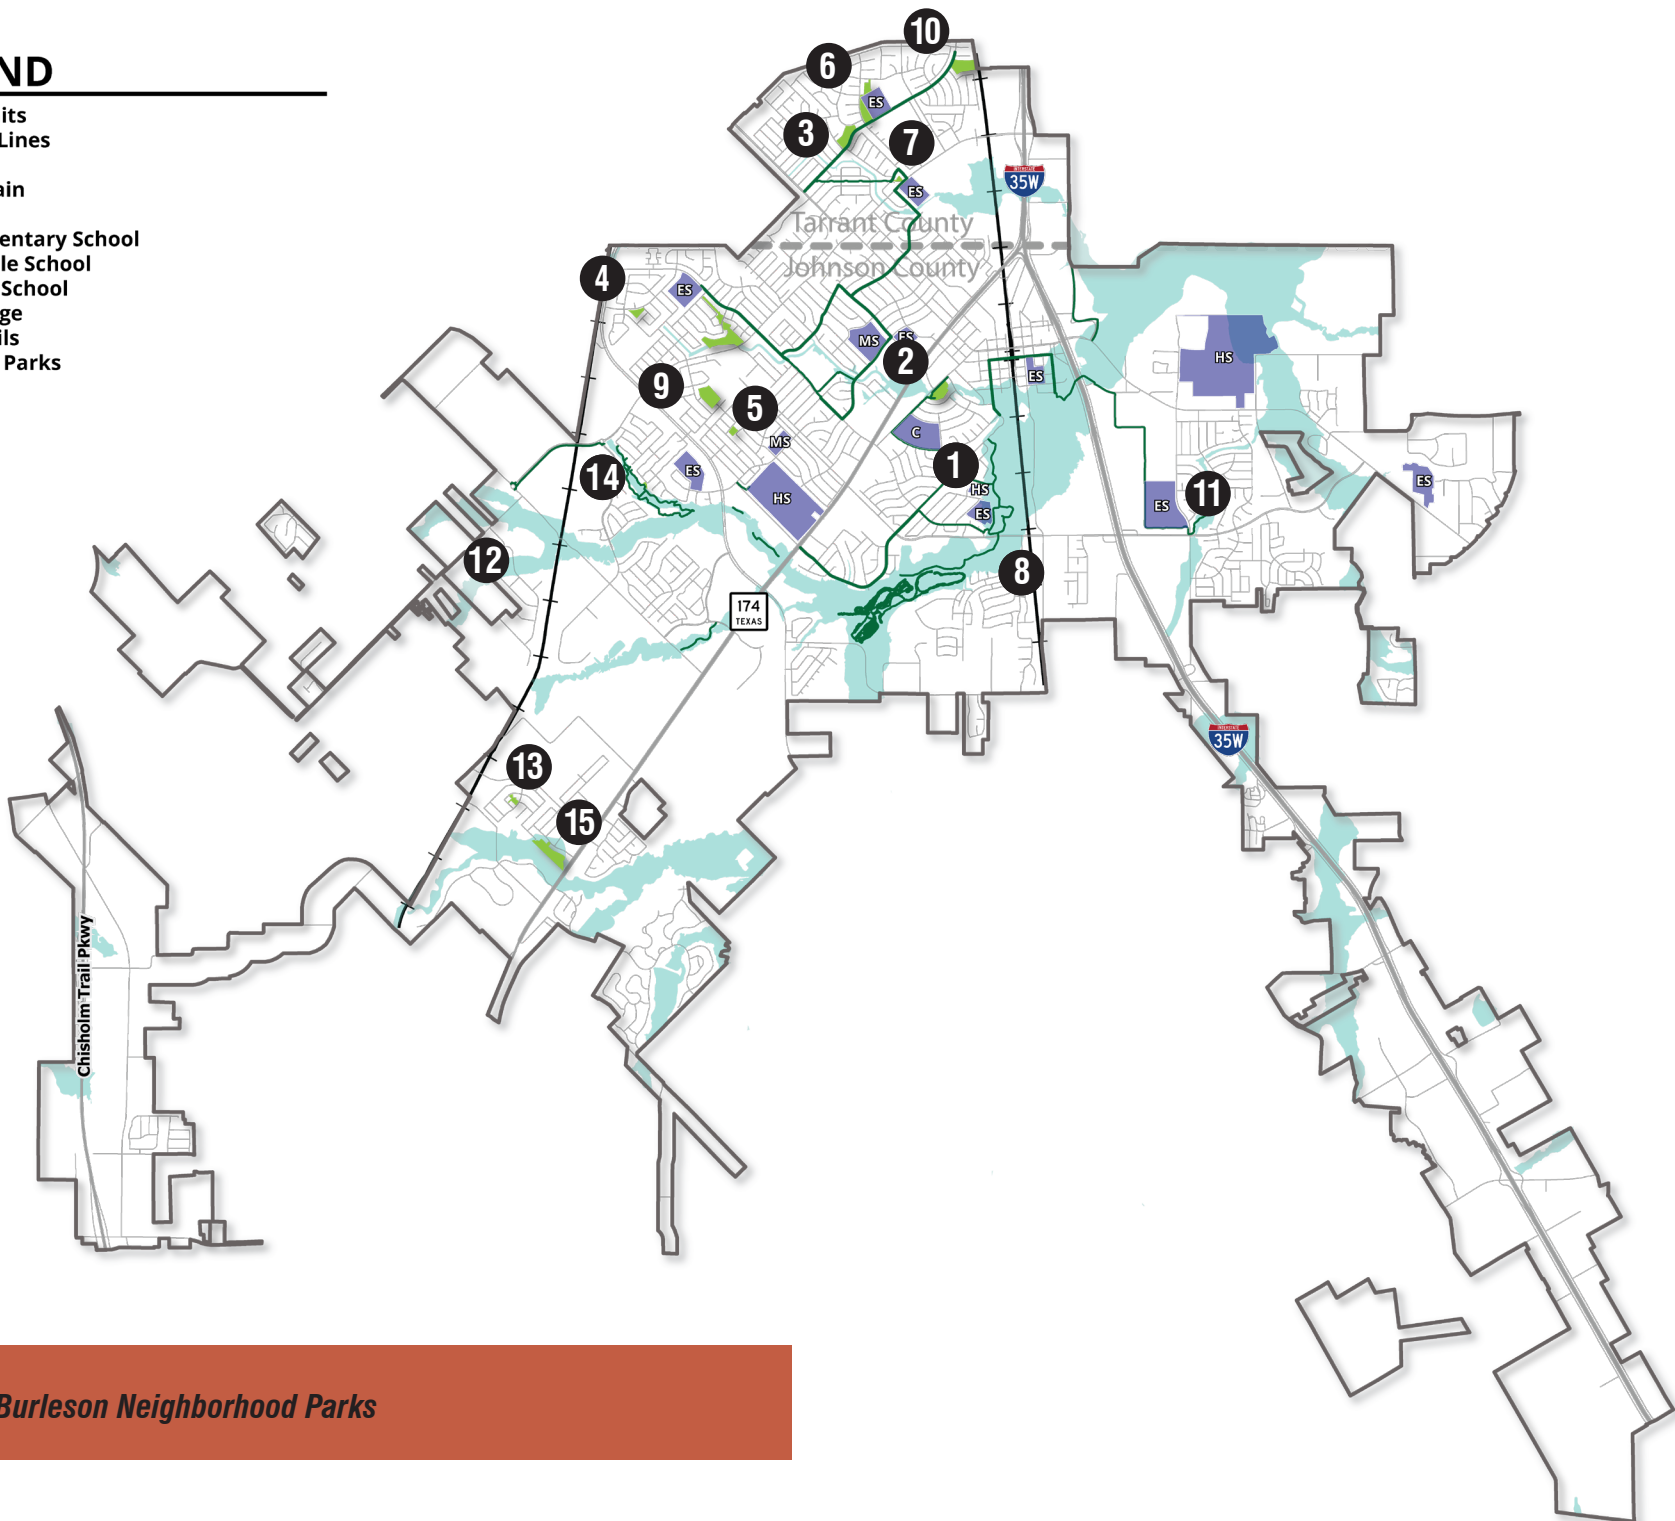 ND
its
Lines
ain
entary School
le School
School
ge
ils
Parks
10
6
ES
3
7
ES
INTERSTATE
35W
Tarrant County
Johnson County
4
ES
MS
ES
2
HS
ES
9
5
C
MS
1
ES
14
ES
HS
HS
ES
ES
11
12
8
174
TEXAS
INTERSTATE
35W
13
15
Chisholm Trail Pkwy
Burleson Neighborhood Parks